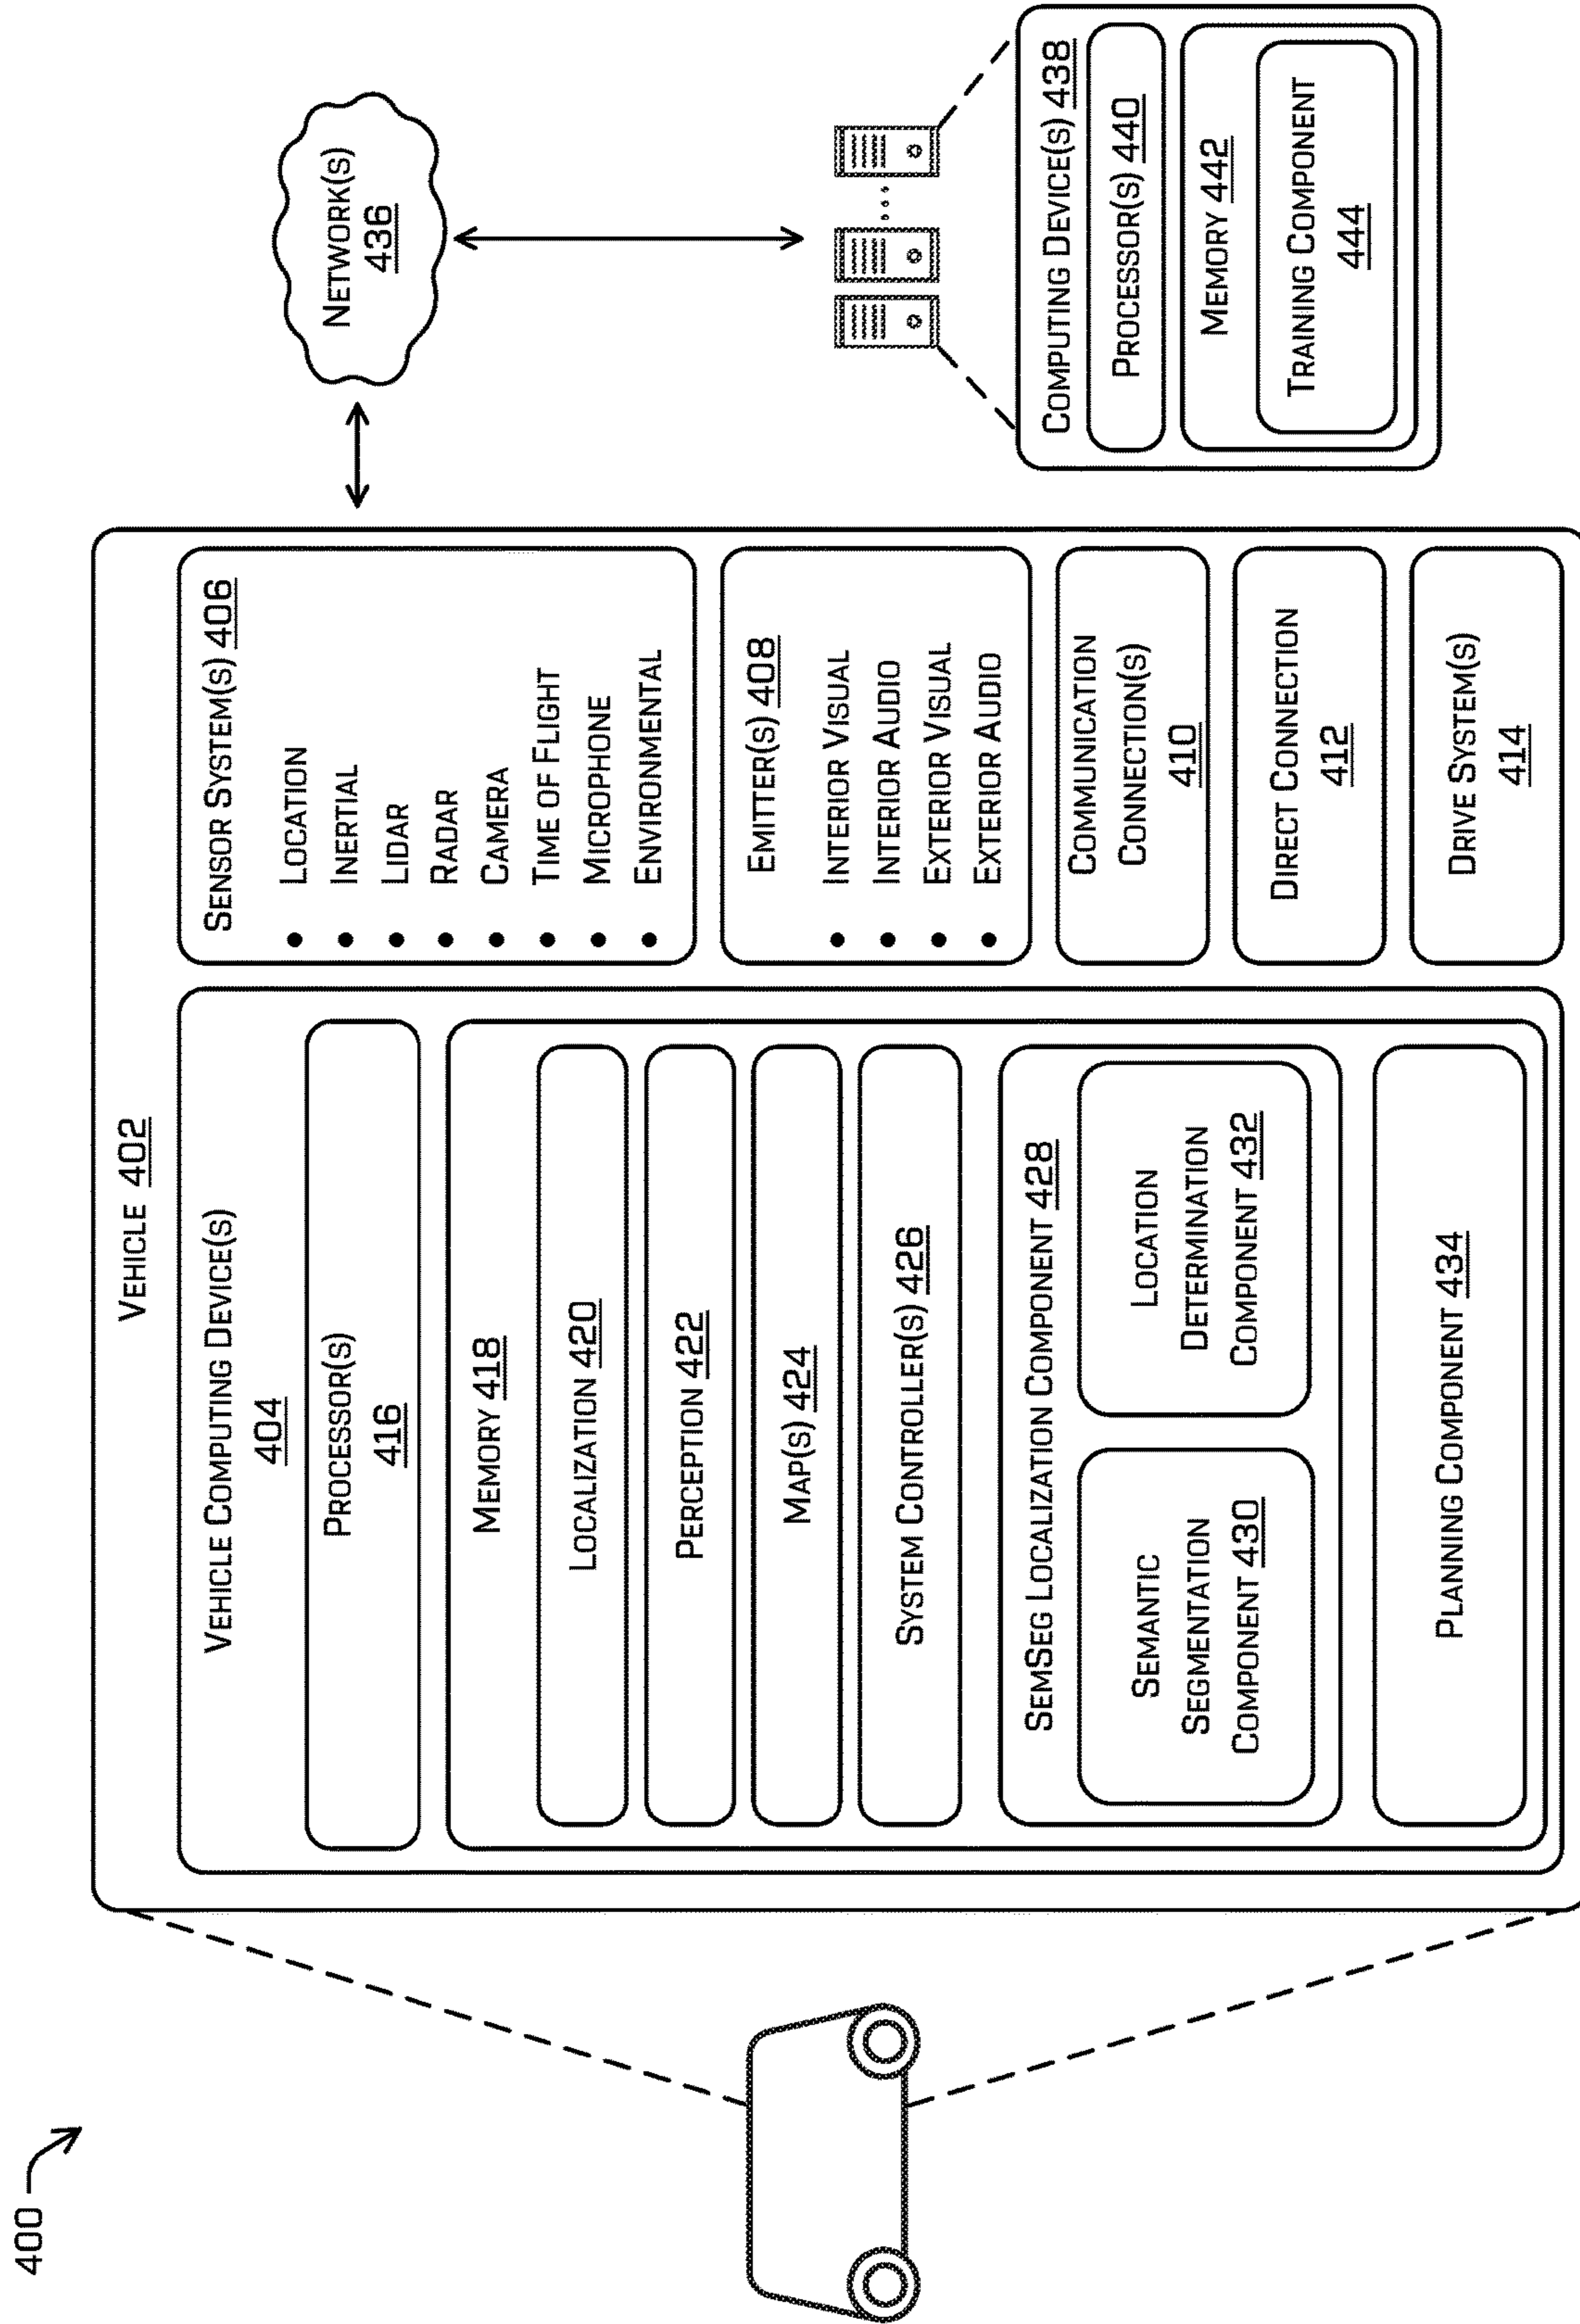 400
VEHICLE 402
VEHICLE COMPUTING DEVICE(S)
404
PROCESSOR(S)
416
MEMORY 418
LOCALIZATION 420
PERCEPTION 422
MAP(S) 424
SYSTEM CONTROLLER(S) 426
SEMSEG LOCALIZATION COMPONENT 428
SEMANTIC
SEGMENTATION
COMPONENT 430
LOCATION
DETERMINATION
COMPONENT 432
PLANNING COMPONENT 434
SENSOR SYSTEM(S) 406
• LOCATION
• INERTIAL
• LIDAR
• RADAR
• CAMERA
• TIME OF FLIGHT
• MICROPHONE
• ENVIRONMENTAL
EMITTER(S) 408
• INTERIOR VISUAL
• INTERIOR AUDIO
• EXTERIOR VISUAL
• EXTERIOR AUDIO
COMMUNICATION
CONNECTION(S)
410
DIRECT CONNECTION
412
DRIVE SYSTEM(S)
414
NETWORK(S)
436
COMPUTING DEVICE(S) 438
PROCESSOR(S) 440
MEMORY 442
TRAINING COMPONENT
444